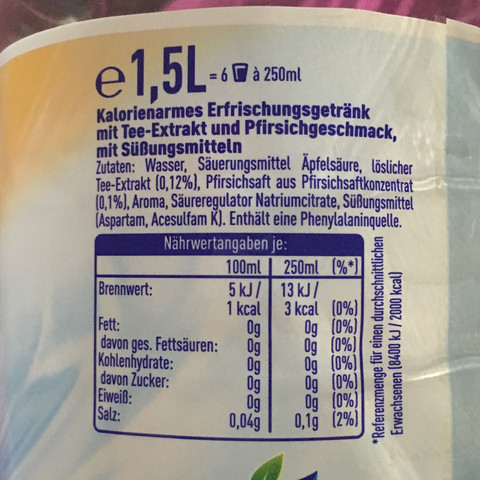 e 1,5L = 6 à 250ml
Kalorienarmes Erfrischungsgetränk
mit Tee-Extrakt und Pfirsichgeschmack,
mit Süßungsmitteln
Zutaten: Wasser, Säuerungsmittel Äpfelsäure, löslicher
Tee-Extrakt (0,12%), Pfirsichsaft aus Pfirsichsaftkonzentrat
(0,1%), Aroma, Säureregulator Natriumcitrate, Süßungsmittel
(Aspartam, Acesulfam K). Enthält eine Phenylalaninquelle.
Nährwertangaben je:
100ml 250ml (%*)
Brennwert: 5 kJ / 13 kJ /
1 kcal 3 kcal (0%)
Fett: 0g 0g (0%)
davon ges. Fettsäuren: 0g 0g (0%)
Kohlenhydrate: 0g 0g (0%)
davon Zucker: 0g 0g (0%)
Eiweiß: 0g 0g (0%)
Salz: 0,04g 0,1g (2%)
*Referenzmenge für einen durchschnittlichen
Erwachsenen (8400 kJ / 2000 kcal)